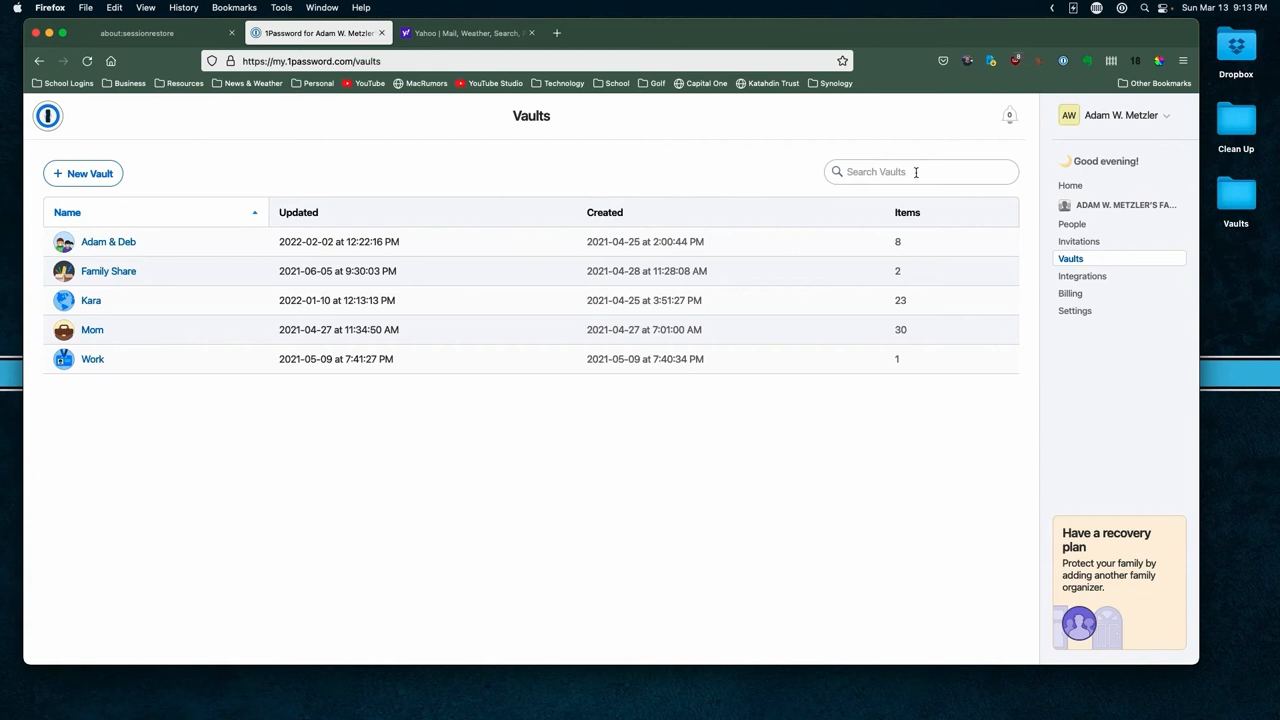 Firefox File Edit View History Bookmarks Tools Window Help Sun Mar 13 9:13 PM
about:sessionrestore 1Password for Adam W. Metzler Yahoo | Mail, Weather, Search,
https://my.1password.com/vaults 8 18
School Logins Business Resources News & Weather Personal YouTube MacRumors YouTube Studio Technology School Golf Capital One Katahdin Trust Synology Other Bookmarks
Vaults
0
AW Adam W. Metzler
+ New Vault
Search Vaults
Name Updated Created Items
Adam & Deb 2022-02-02 at 12:22:16 PM 2021-04-25 at 2:00:44 PM 8
Family Share 2021-06-05 at 9:30:03 PM 2021-04-28 at 11:28:08 AM 2
Kara 2022-01-10 at 12:13:13 PM 2021-04-25 at 3:51:27 PM 23
Mom 2021-04-27 at 11:34:50 AM 2021-04-27 at 7:01:00 AM 30
Work 2021-05-09 at 7:41:27 PM 2021-05-09 at 7:40:34 PM 1
Good evening!
Home
ADAM W. METZLER'S FA...
People
Invitations
Vaults
Integrations
Billing
Settings
Have a recovery
plan
Protect your family by
adding another family
organizer.
Dropbox
Clean Up
Vaults